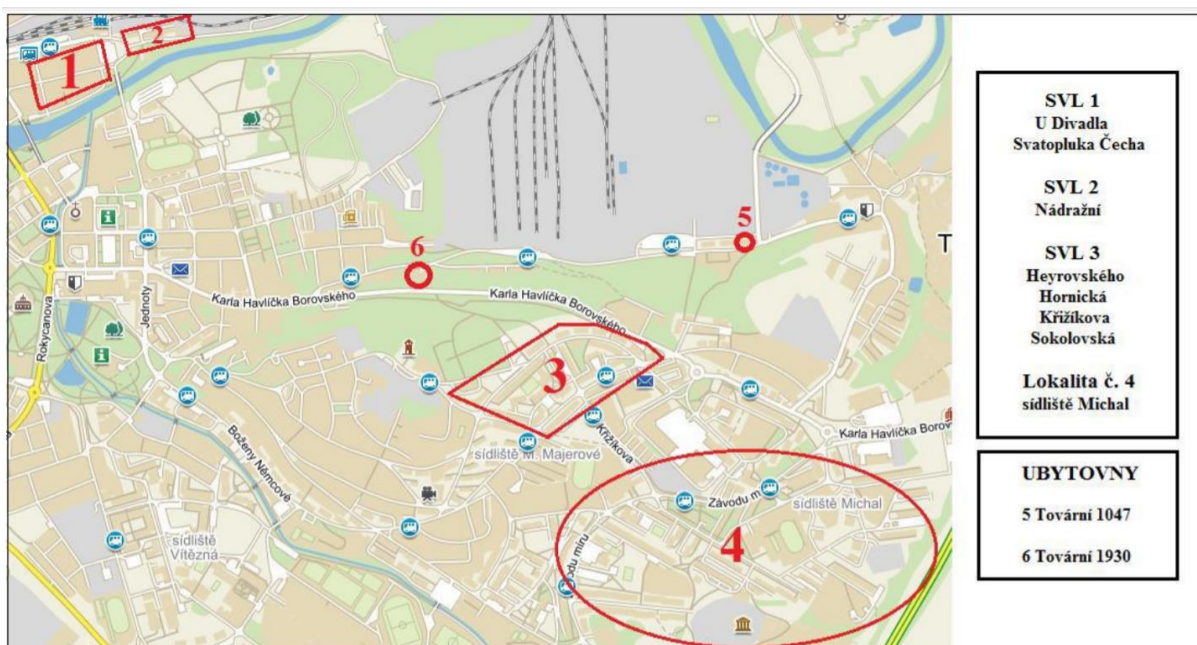 1
2
6
5
T
Karla Havlíčka Borovského
Karla Havlíčka Borovského
Rokycanova
Jednoty
3
Boženy Němcové
sídliště M. Majerové
Křižíkova
Karla Havlíčka Borov
Závodu m
sídliště Michal
4
odu míru
sídliště
Vítězná
SVL 1
U Divadla
Svatopluka Čecha
SVL 2
Nádražní
SVL 3
Heyrovského
Hornická
Křižíkova
Sokolovská
Lokalita č. 4
sídliště Michal
UBYTOVNY
5 Tovární 1047
6 Tovární 1930